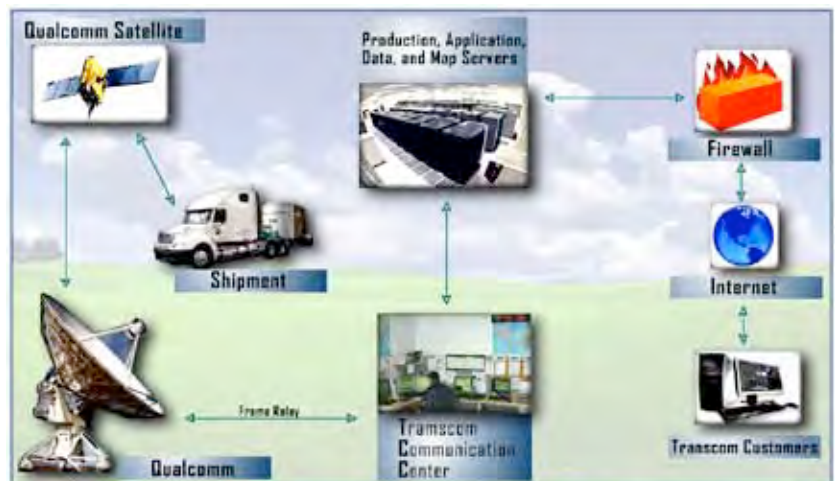 Qualcomm Satellite
Production, Application,
Data, and Map Servers
Firewall
Shipment
Internet
Frame Relay
Qualcomm
Transcom
Communication
Center
Transcom Customers